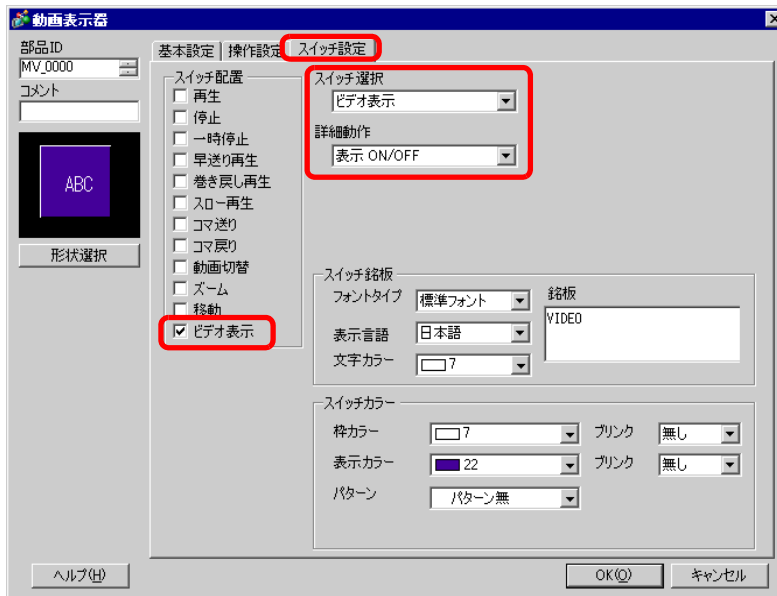 動画表示器
部品ID
MV_0000
コメント
ABC
形状選択
基本設定
操作設定
スイッチ設定
スイッチ配置
再生
停止
一時停止
早送り再生
巻き戻し再生
スロー再生
コマ送り
コマ戻り
動画切替
ズーム
移動
ビデオ表示
スイッチ選択
ビデオ表示
詳細動作
表示 ON/OFF
スイッチ銘板
フォントタイプ 標準フォント
表示言語 日本語
文字カラー 7
銘板
VIDEO
スイッチカラー
枠カラー 7 ブリンク 無し
表示カラー 22 ブリンク 無し
パターン パターン無
ヘルプ(H)
OK(O)
キャンセル